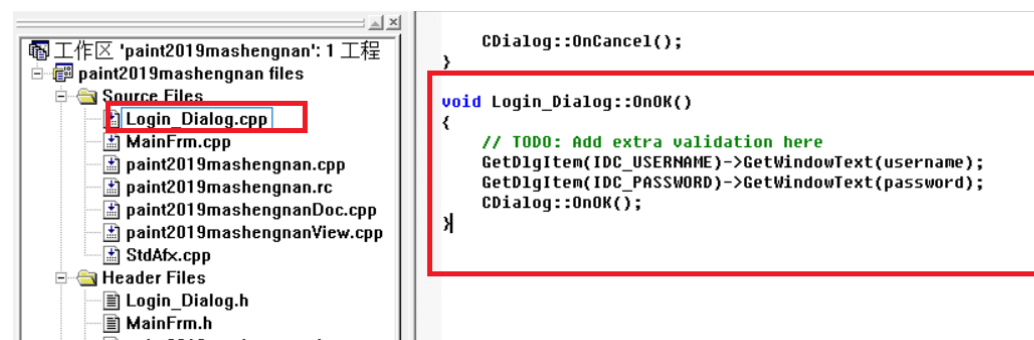 工作区 'paint2019mashengnan': 1 工程
paint2019mashengnan files
Source Files
Login_Dialog.cpp
MainFrm.cpp
paint2019mashengnan.cpp
paint2019mashengnan.rc
paint2019mashengnanDoc.cpp
paint2019mashengnanView.cpp
StdAfx.cpp
Header Files
Login_Dialog.h
MainFrm.h
CDialog::OnCancel();
}
void Login_Dialog::OnOK()
{
// TODO: Add extra validation here
GetDlgItem(IDC_USERNAME)->GetWindowText(username);
GetDlgItem(IDC_PASSWORD)->GetWindowText(password);
CDialog::OnOK();
}